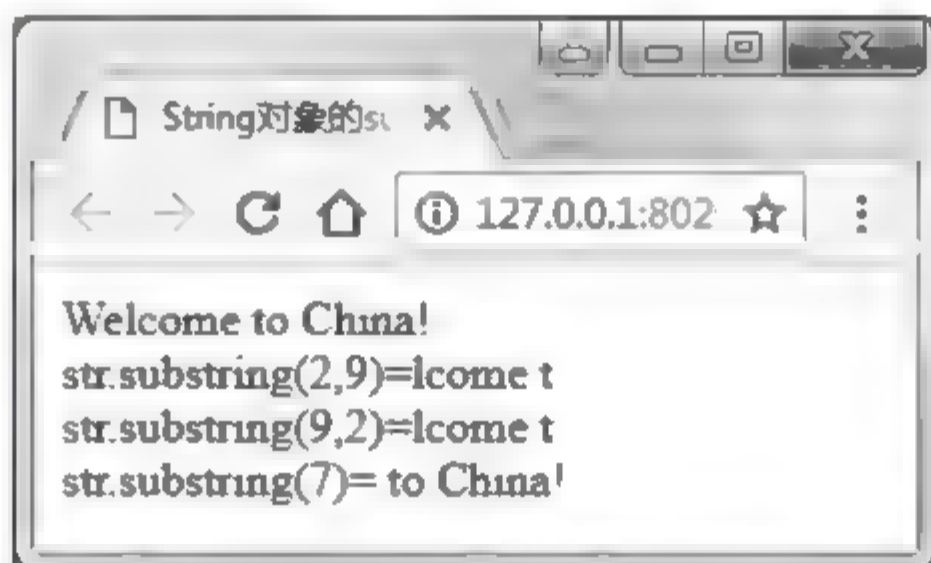 String对象的su
127.0.0.1:802
Welcome to China!
str.substring(2,9)=lcome t
str.substring(9,2)=lcome t
str.substring(7)= to China!